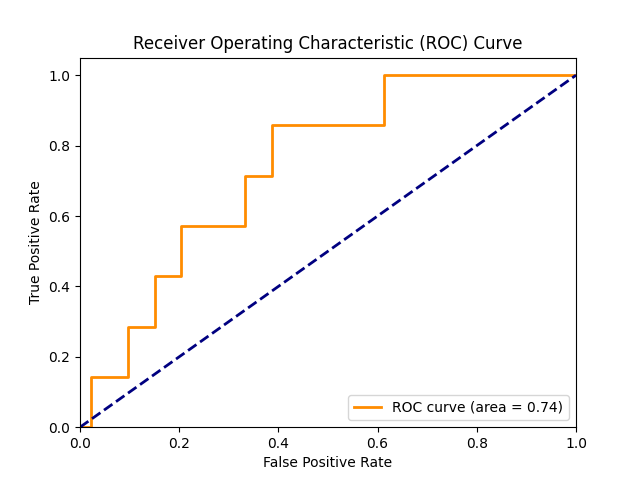 Receiver Operating Characteristic (ROC) Curve
True Positive Rate
1.0
0.8
0.6
0.4
0.2
0.0
0.0 0.2 0.4 0.6 0.8 1.0
False Positive Rate
ROC curve (area = 0.74)